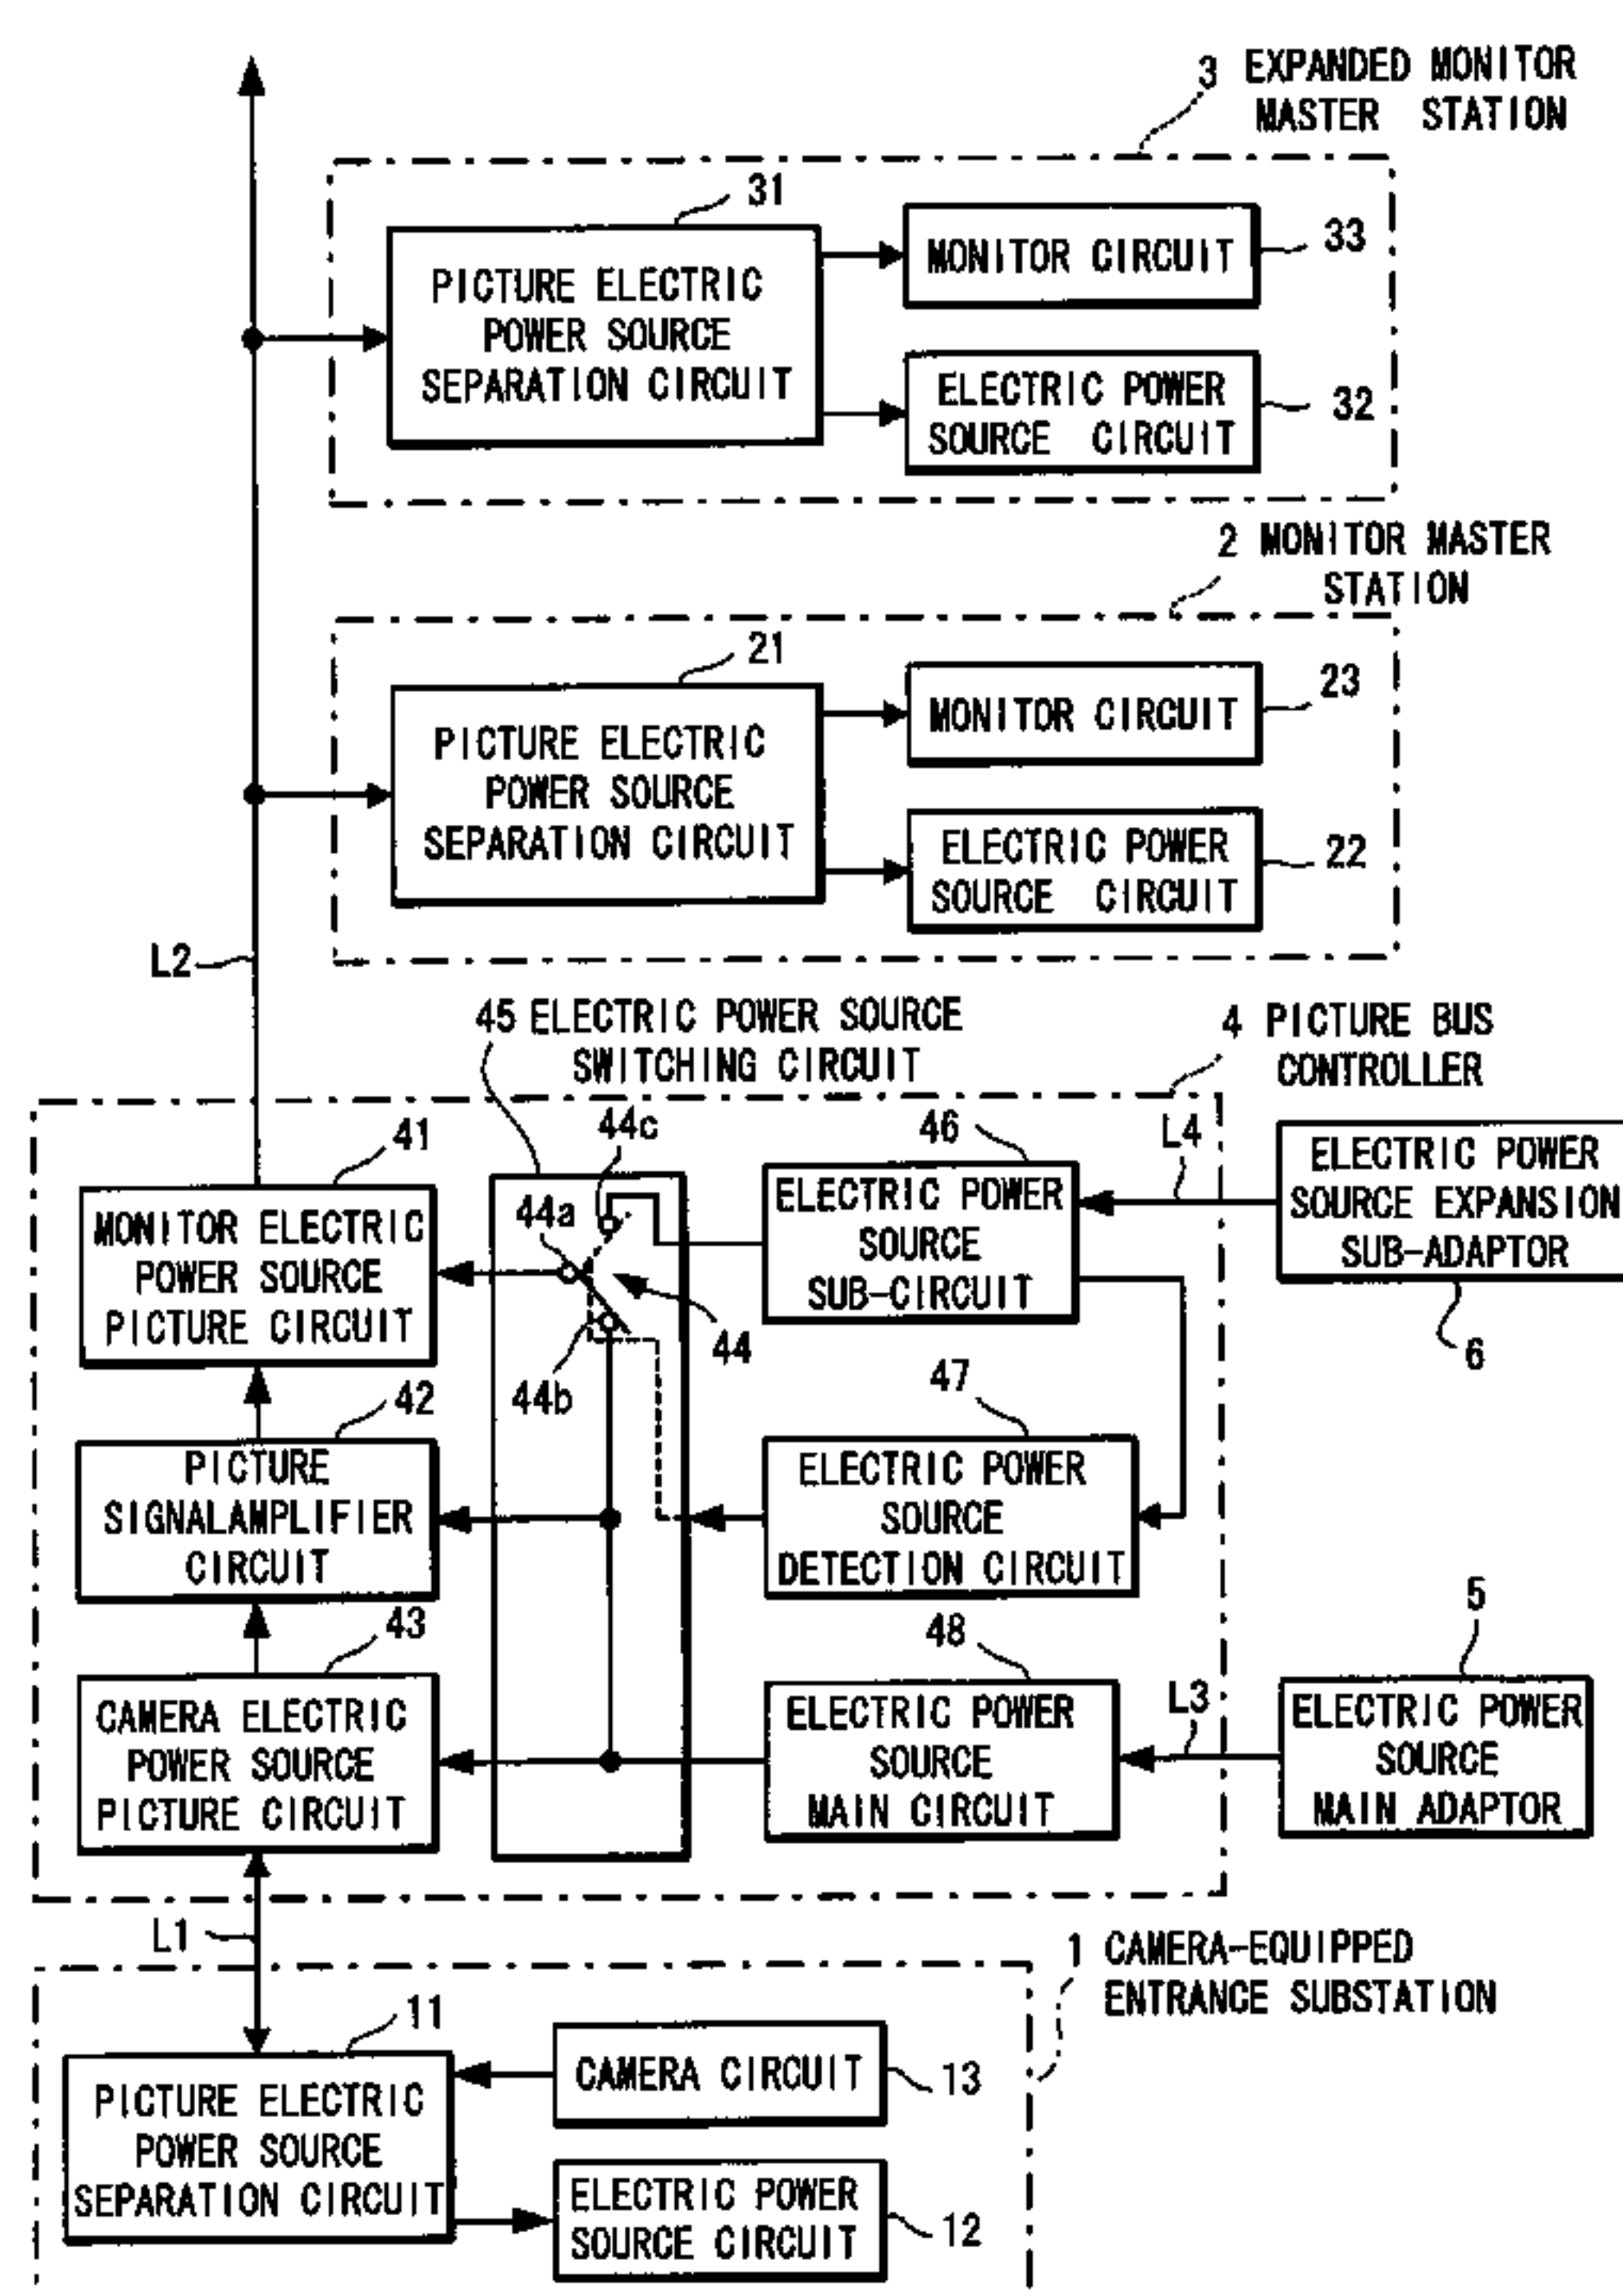 3 EXPANDED MONITOR
MASTER STATION
31
MONITOR CIRCUIT
33
PICTURE ELECTRIC
POWER SOURCE
SEPARATION CIRCUIT
ELECTRIC POWER
SOURCE CIRCUIT
32
2 MONITOR MASTER
STATION
21
MONITOR CIRCUIT
23
PICTURE ELECTRIC
POWER SOURCE
SEPARATION CIRCUIT
ELECTRIC POWER
SOURCE CIRCUIT
22
L2
45 ELECTRIC POWER SOURCE
SWITCHING CIRCUIT
4 PICTURE BUS
CONTROLLER
41
44c
46
L4
MONITOR ELECTRIC
POWER SOURCE
PICTURE CIRCUIT
44a
44
44b
ELECTRIC POWER
SOURCE
SUB-CIRCUIT
ELECTRIC POWER
SOURCE EXPANSION
SUB-ADAPTOR
6
42
47
PICTURE
SIGNALAMPLIFIER
CIRCUIT
ELECTRIC POWER
SOURCE
DETECTION CIRCUIT
43
48
L3
5
CAMERA ELECTRIC
POWER SOURCE
PICTURE CIRCUIT
ELECTRIC POWER
SOURCE
MAIN CIRCUIT
ELECTRIC POWER
SOURCE
MAIN ADAPTOR
L1
1 CAMERA-EQUIPPED
ENTRANCE SUBSTATION
11
CAMERA CIRCUIT
13
PICTURE ELECTRIC
POWER SOURCE
SEPARATION CIRCUIT
ELECTRIC POWER
SOURCE CIRCUIT
12